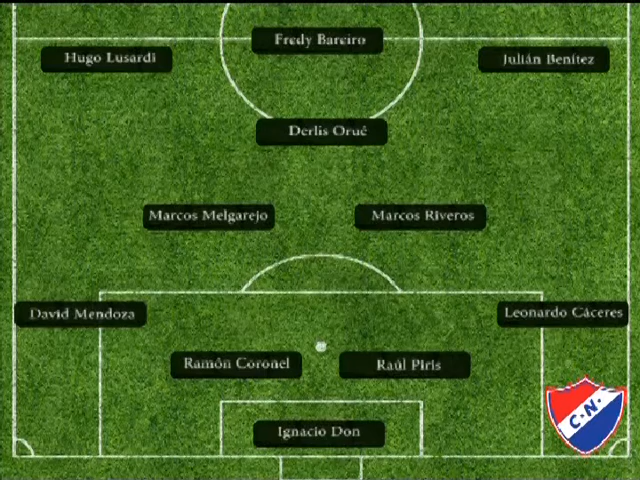 Fredy Bareiro
Hugo Lusardi
Julián Benítez
Derlis Orué
Marcos Melgarejo
Marcos Riveros
David Mendoza
Leonardo Cáceres
Ramón Coronel
Raúl Piris
Ignacio Don
C.N.